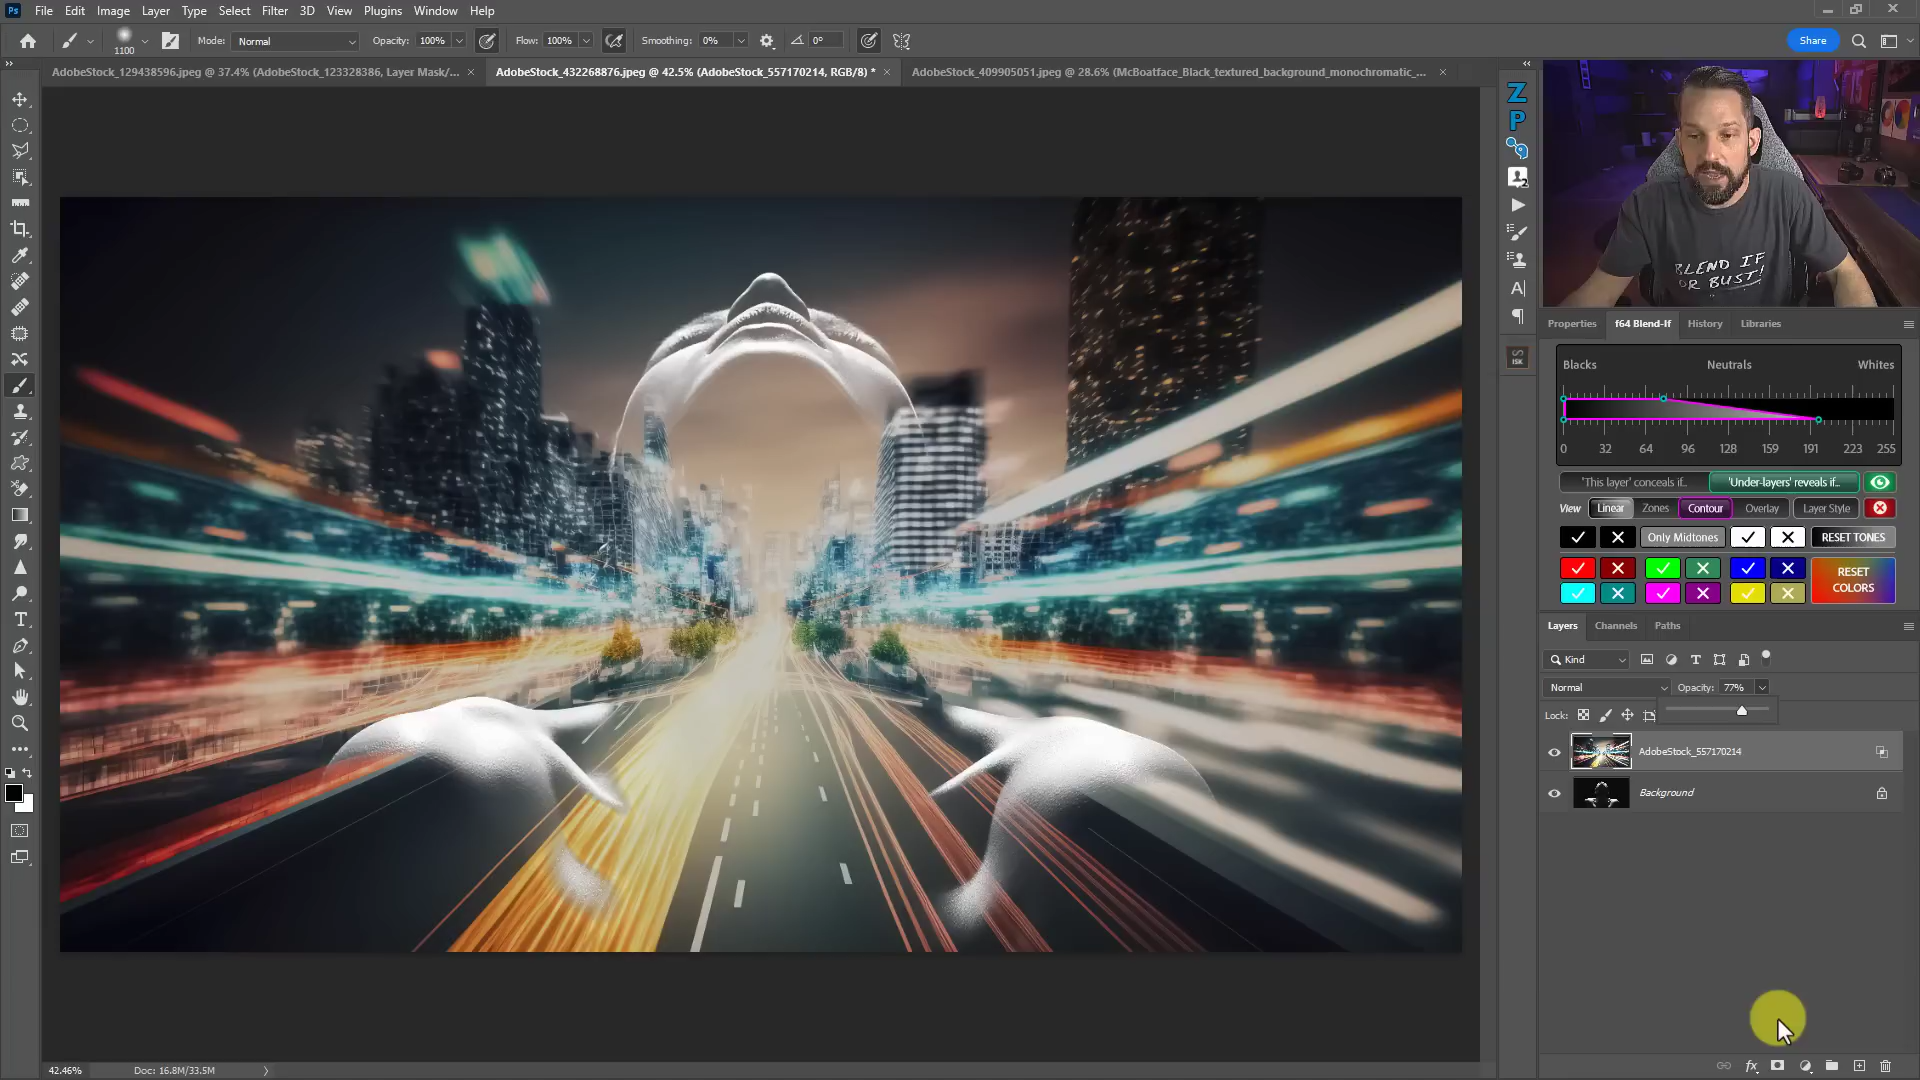 Ps File Edit Image Layer Type Select Filter 3D View Plugins Window Help
1100 Mode: Normal Opacity: 100% Flow: 100% Smoothing: 0% 0° Share
AdobeStock_129438596.jpeg @ 37.4% (AdobeStock_123328386, Layer Mask/... × AdobeStock_432268876.jpeg @ 42.5% (AdobeStock_557170214, RGB/8) * × AdobeStock_409905051.jpeg @ 28.6% (McBoatface_Black_textured_background_monochromatic_... ×
Z
P
BLEND IF
OR BUST!
Properties f64 Blend-If History Libraries
Blacks Neutrals Whites
0 32 64 96 128 159 191 223 255
'This layer' conceals if.. 'Under-layers' reveals if..
View Linear Zones Contour Overlay Layer Style
Only Midtones RESET TONES
RESET
COLORS
Layers Channels Paths
Kind
Normal Opacity: 77%
Lock:
AdobeStock_557170214
Background
fx
42.46% Doc: 16.8M/33.5M